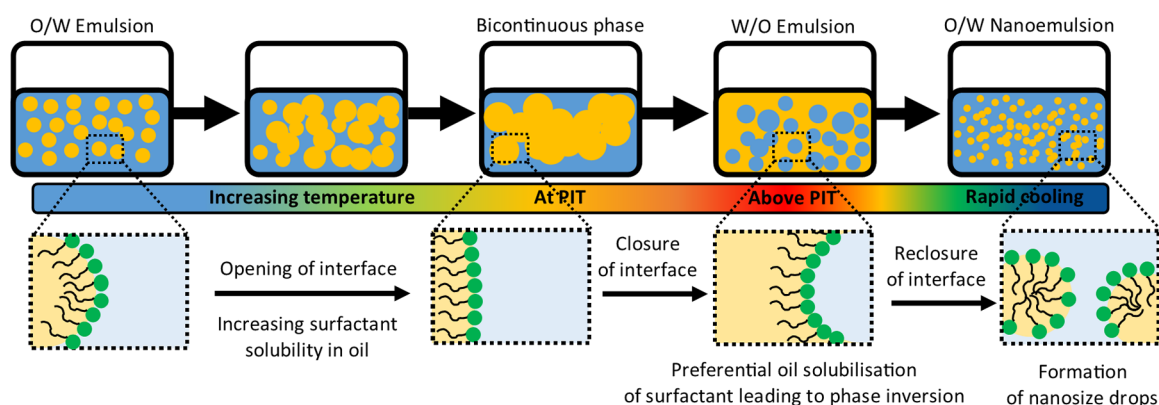 O/W Emulsion
Bicontinuous phase
W/O Emulsion
O/W Nanoemulsion
Increasing temperature
At PIT
Above PIT
Rapid cooling
Opening of interface
Increasing surfactant
solubility in oil
Closure
of interface
Reclosure
of interface
Preferential oil solubilisation
of surfactant leading to phase inversion
Formation
of nanosize drops